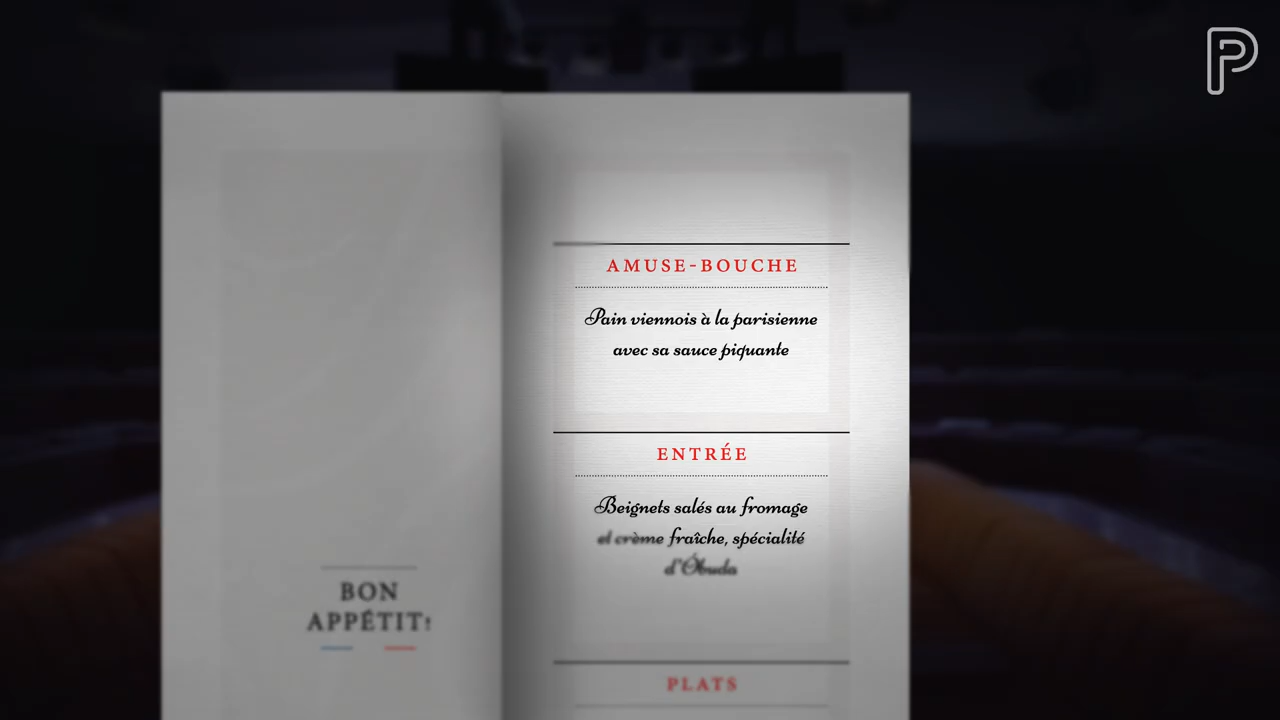 AMUSE-BOUCHE
Pain viennois à la parisienne
avec sa sauce piquante
ENTRÉE
Beignets salés au fromage
et crème fraîche, spécialité
d'Óbuda
BON
APPÉTIT!
PLATS